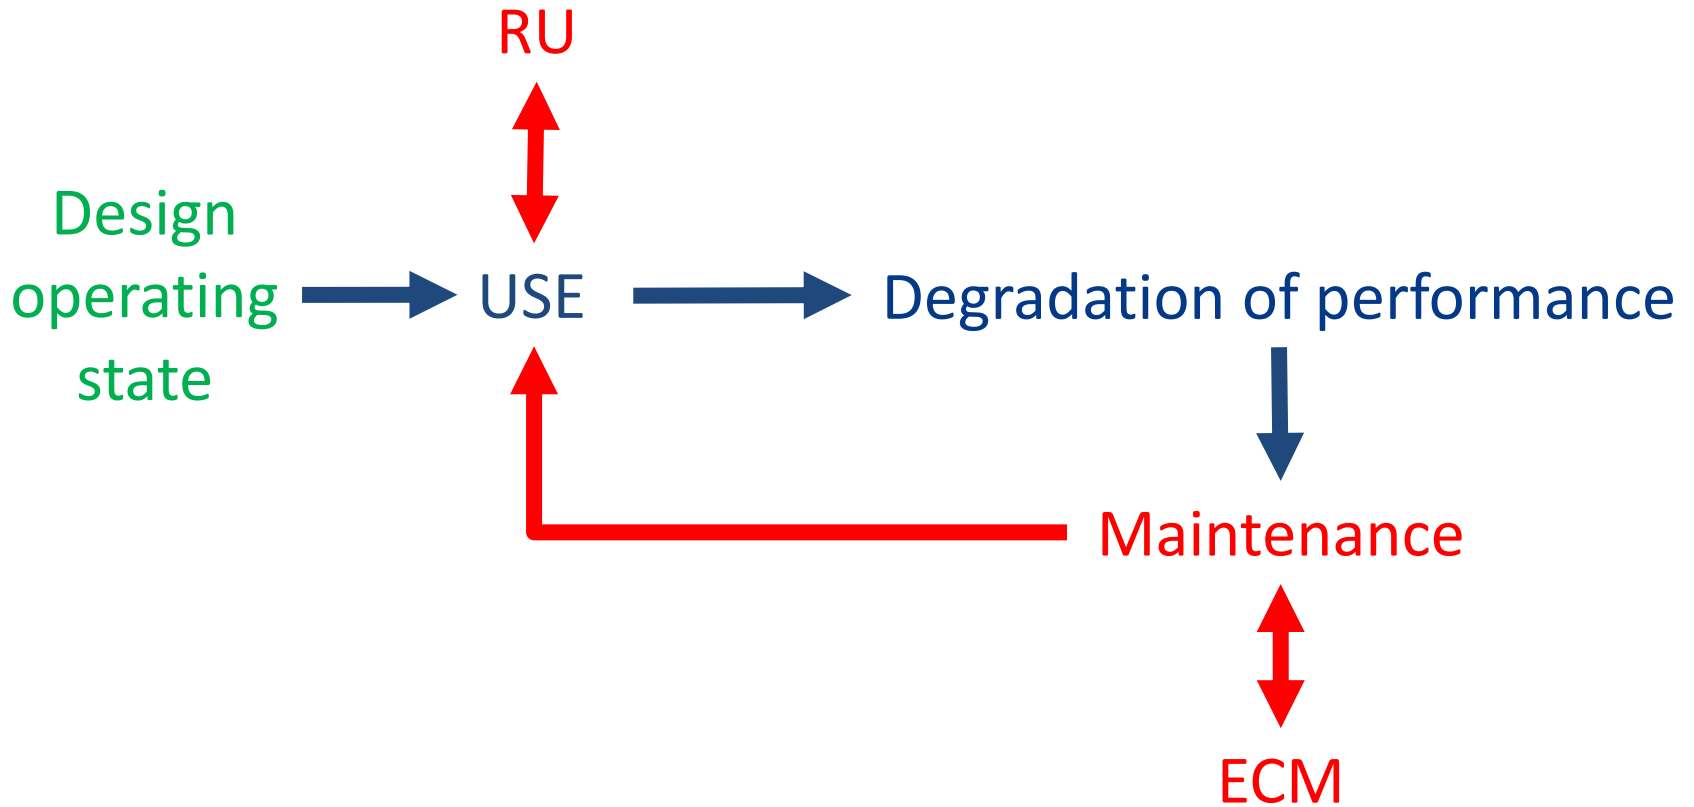 RU
Design
operating
state
USE
Degradation of performance
Maintenance
ECM